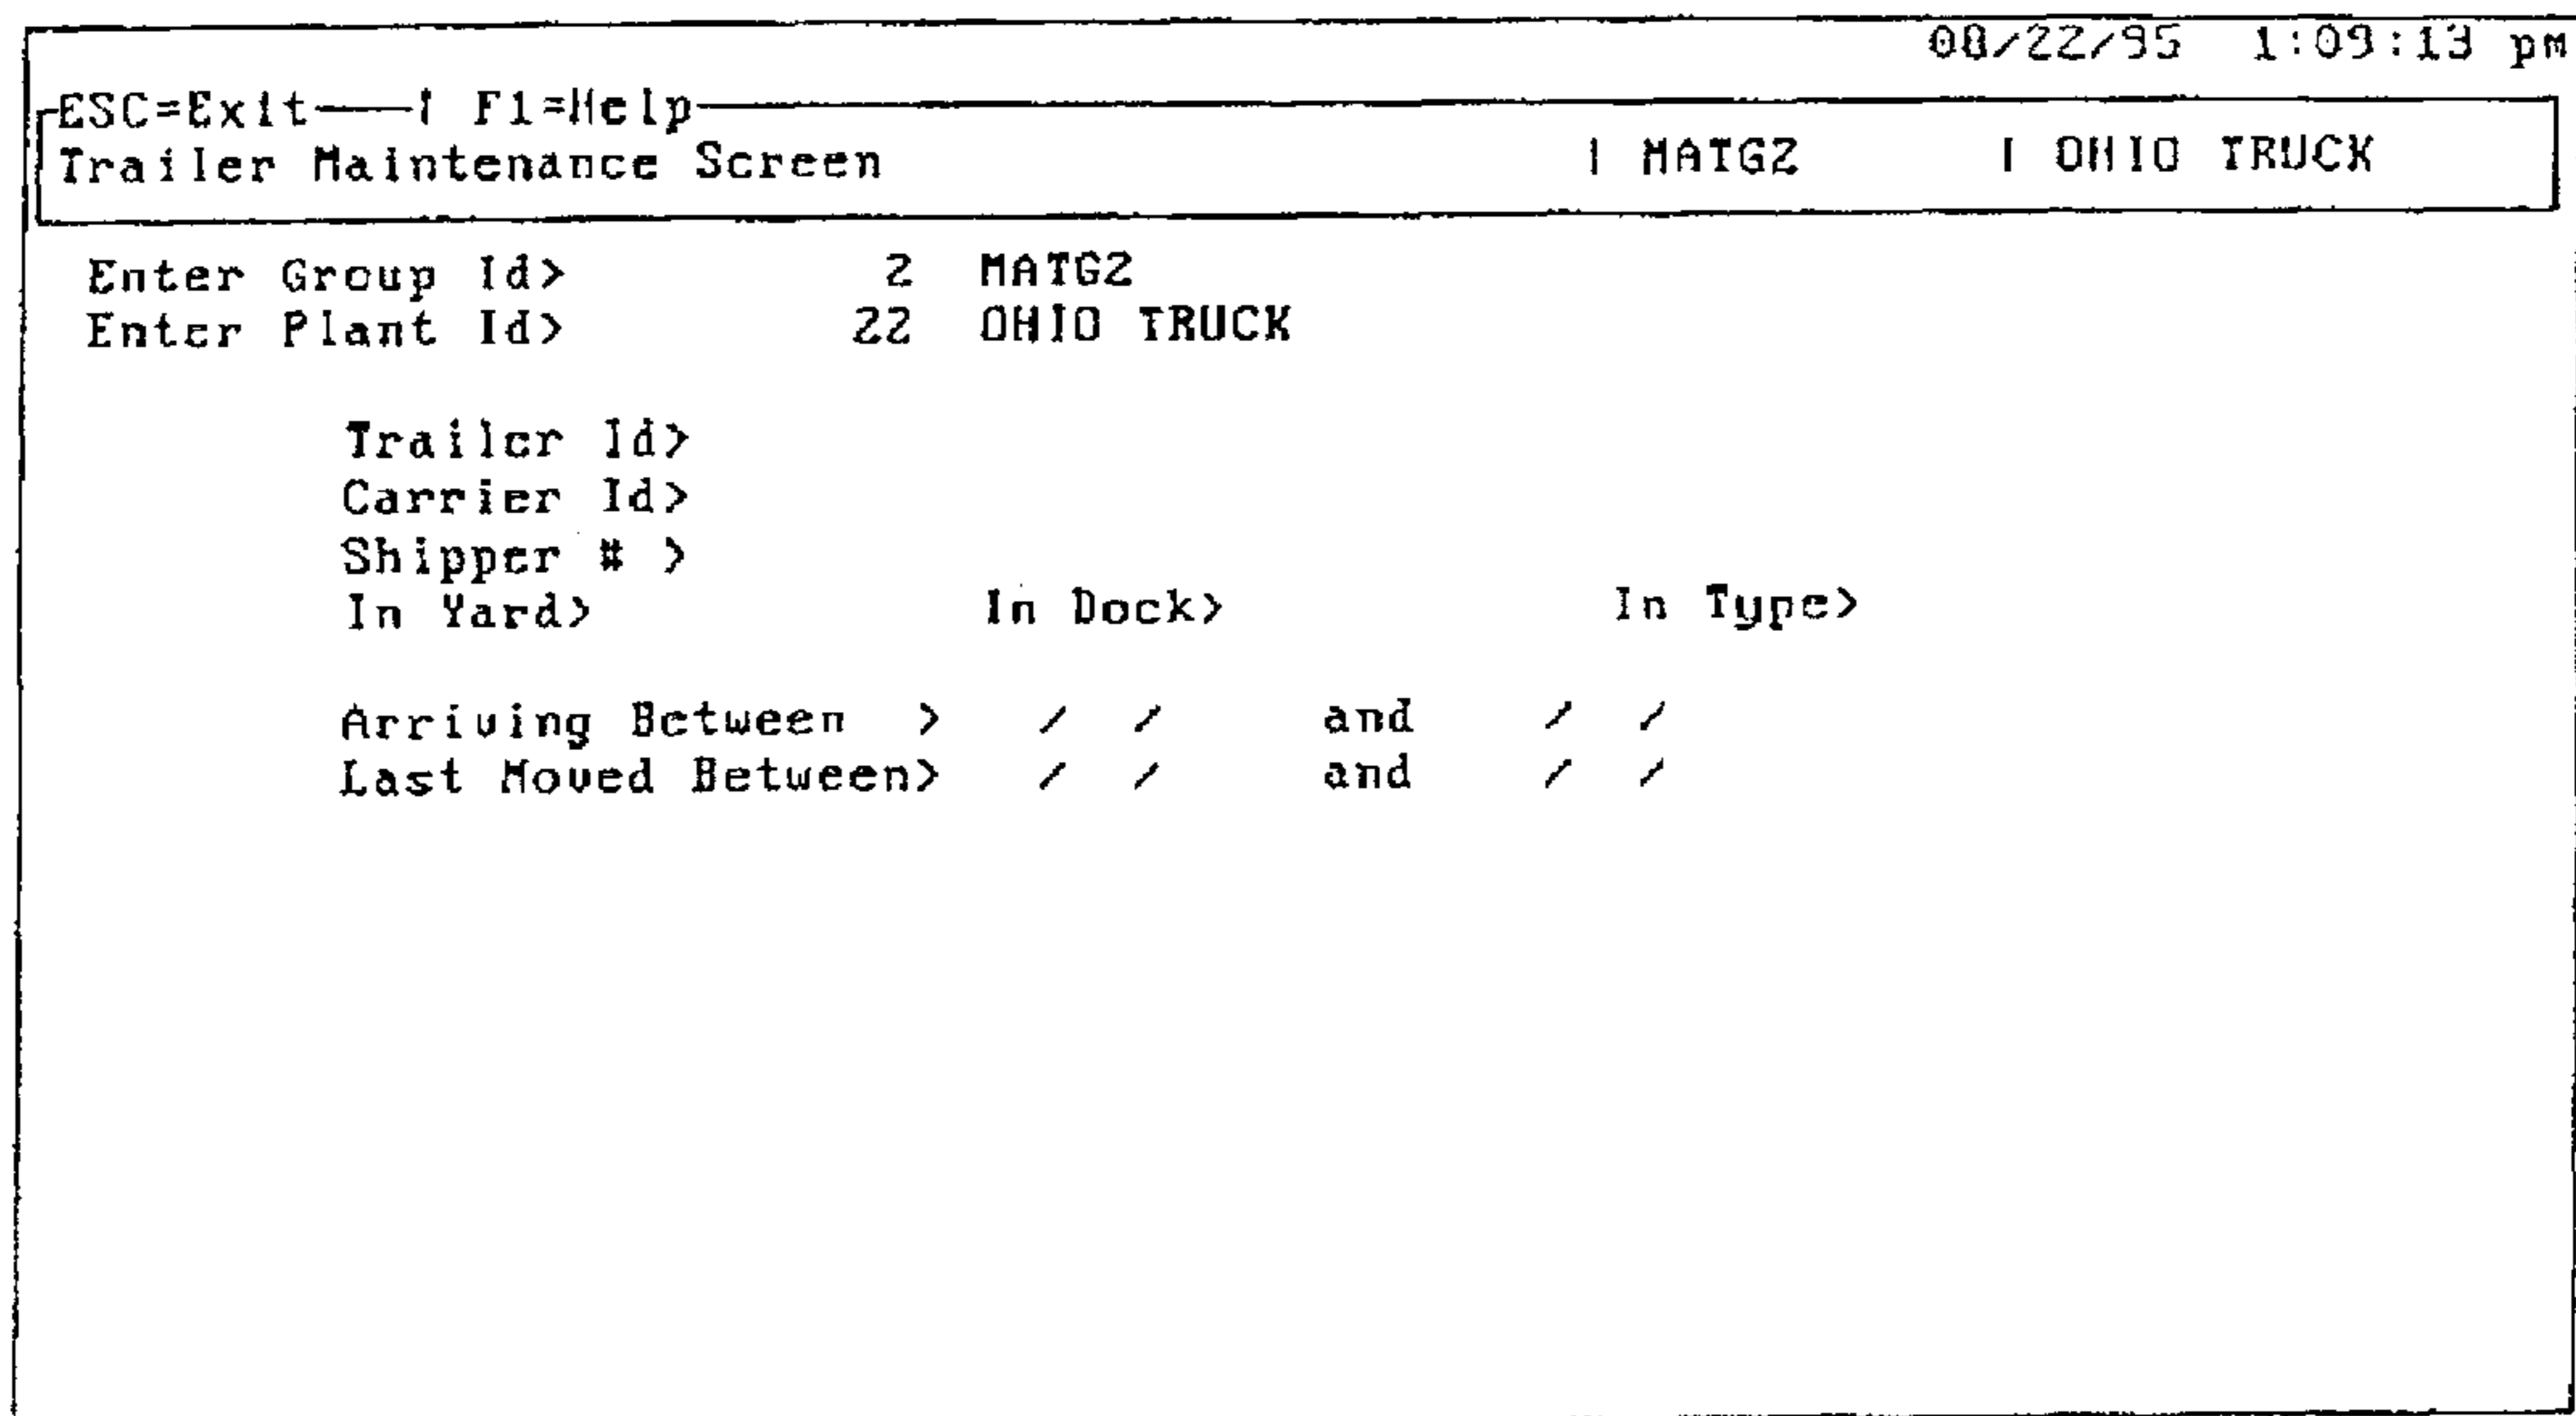 08/22/95 1:09:13 pm
ESC=Exit | F1=Help
Trailer Maintenance Screen | MATG2 | OHIO TRUCK
Enter Group Id> 2 MATG2
Enter Plant Id> 22 OHIO TRUCK
Trailer Id>
Carrier Id>
Shipper # >
In Yard> In Dock> In Type>
Arriving Between > / / and / /
Last Moved Between> / / and / /